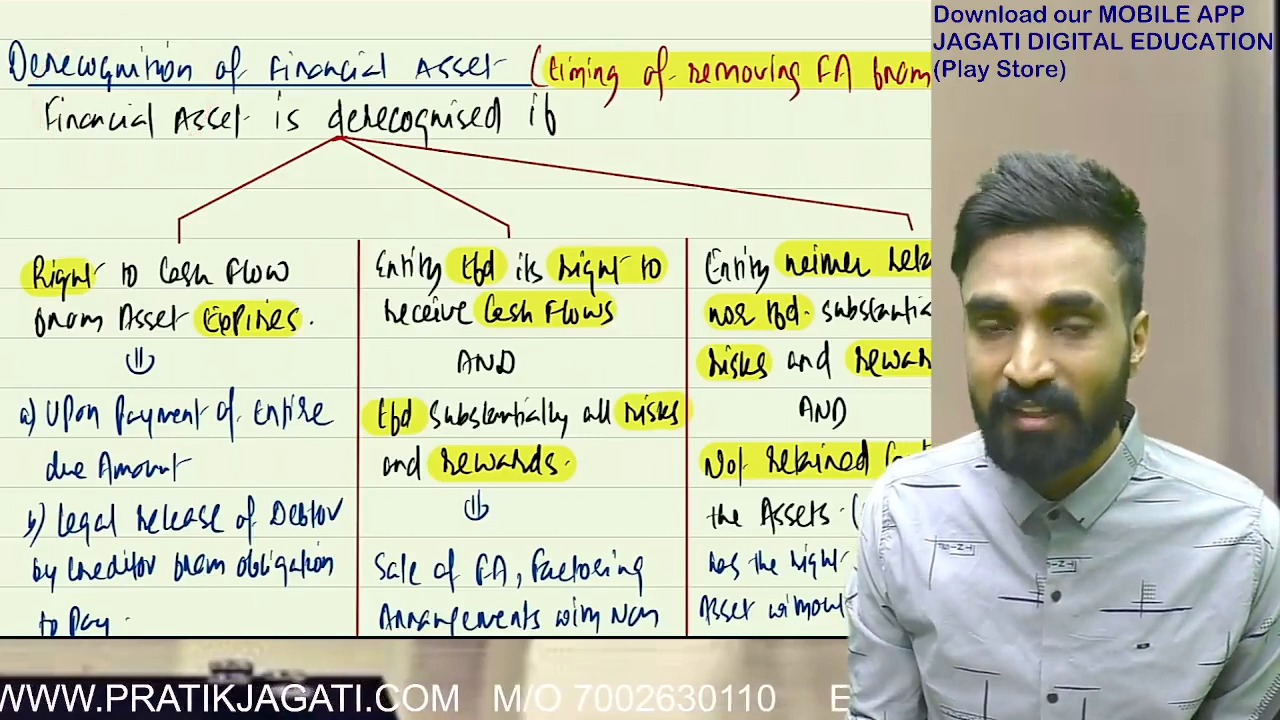 Download our MOBILE APP
JAGATI DIGITAL EDUCATION
(Play Store)
Derecognition of Financial Asset (timing of removing FA from
Financial Asset is derecognised if
Right to Cash Flow
from Asset Expires.
a) Upon Payment of Entire
due Amount
b) Legal release of Debtor
by Creditor from obligation
to Pay.
Entity tfd its right to
receive Cash Flows
AND
tfd substantially all risks
and rewards.
Sale of FA, Factoring
Arrangements with Non
Entity neither
nor tfd. substantia
risks and rewar
AND
Not retained
the Assets. (
has the right
Asset without
WWW.PRATIKJAGATI.COM M/O 7002630110 E